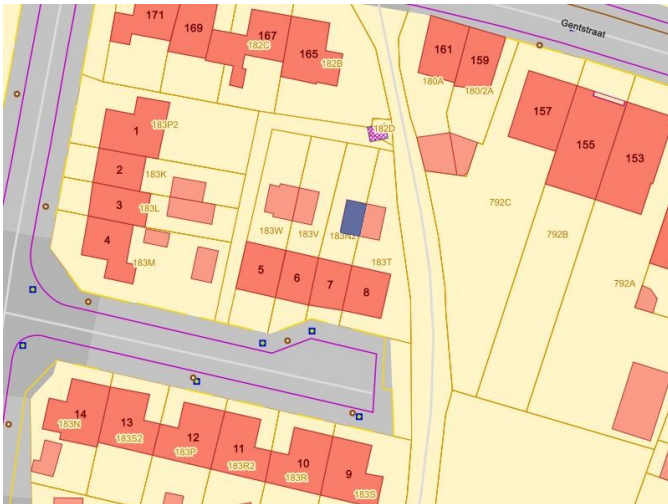 171
169
167
165
182C
182B
Gentstraat
161
159
180A
180/2A
157
155
153
182D
1
183P2
2
183K
3
183L
4
183M
792C
792B
792A
183W
183V
183N2
183T
5
6
7
8
14
183N
13
183S2
12
183P
11
183R2
10
183R
9
183S